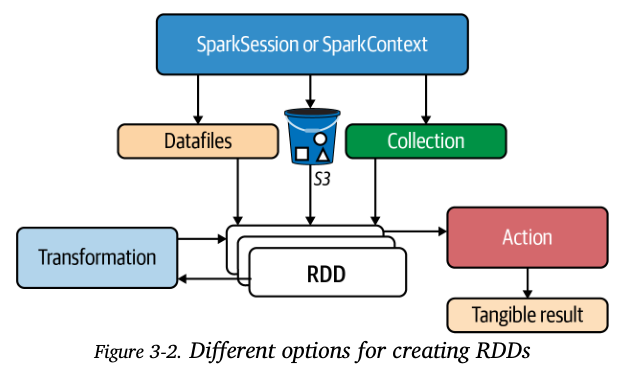 SparkSession or SparkContext
Datafiles
Collection
S3
Transformation
RDD
Action
Tangible result
Figure 3-2. Different options for creating RDDs